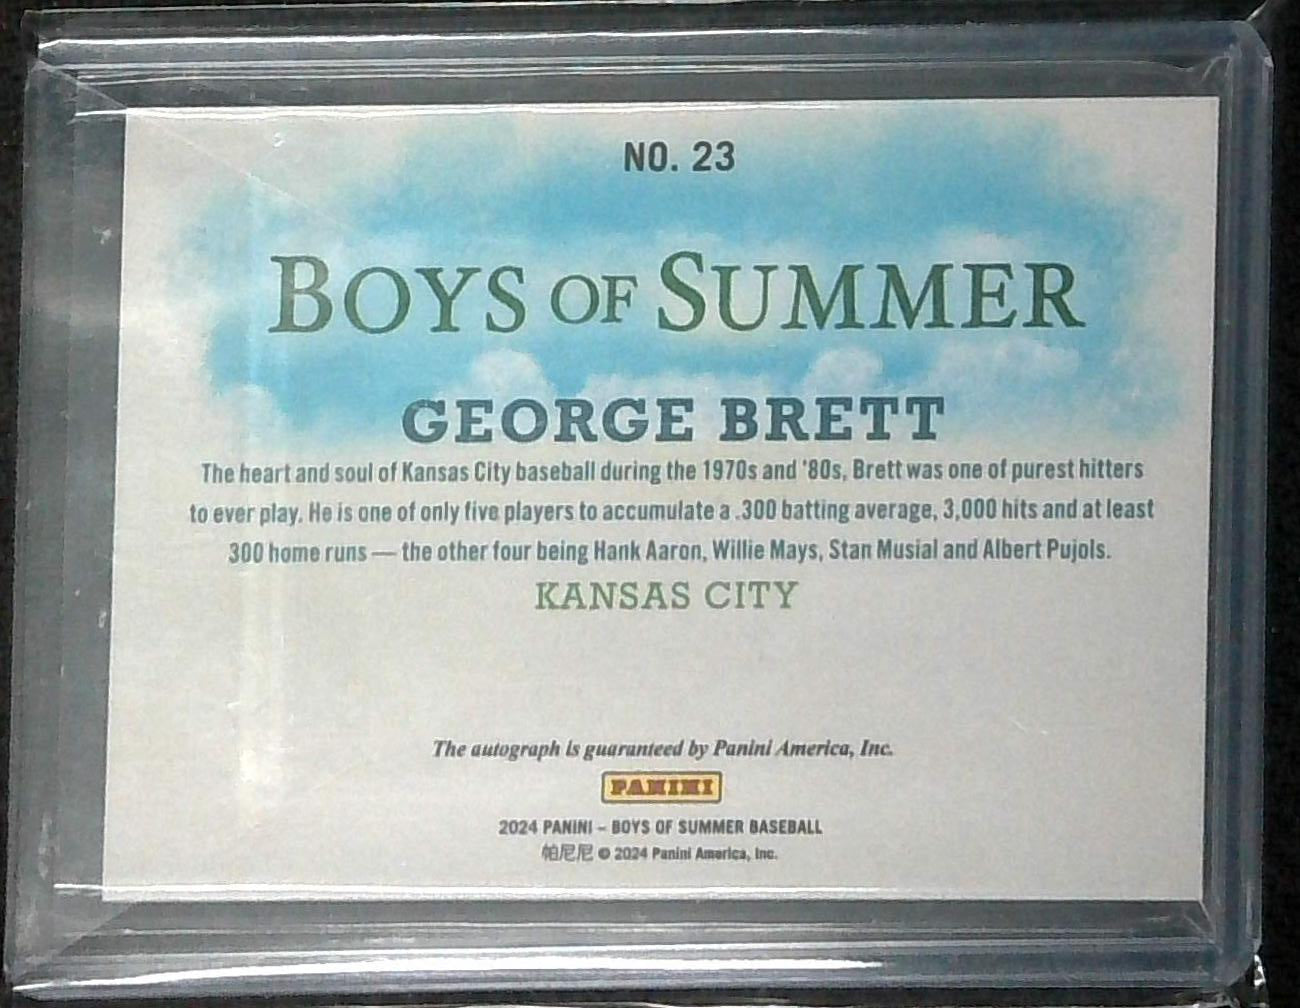 NO. 23
BOYS OF SUMMER
GEORGE BRETT
The heart and soul of Kansas City baseball during the 1970s and '80s, Brett was one of purest hitters
to ever play. He is one of only five players to accumulate a .300 batting average, 3,000 hits and at least
300 home runs — the other four being Hank Aaron, Willie Mays, Stan Musial and Albert Pujols.
KANSAS CITY
The autograph is guaranteed by Panini America, Inc.
PANINI
2024 PANINI – BOYS OF SUMMER BASEBALL
帕尼尼 © 2024 Panini America, Inc.